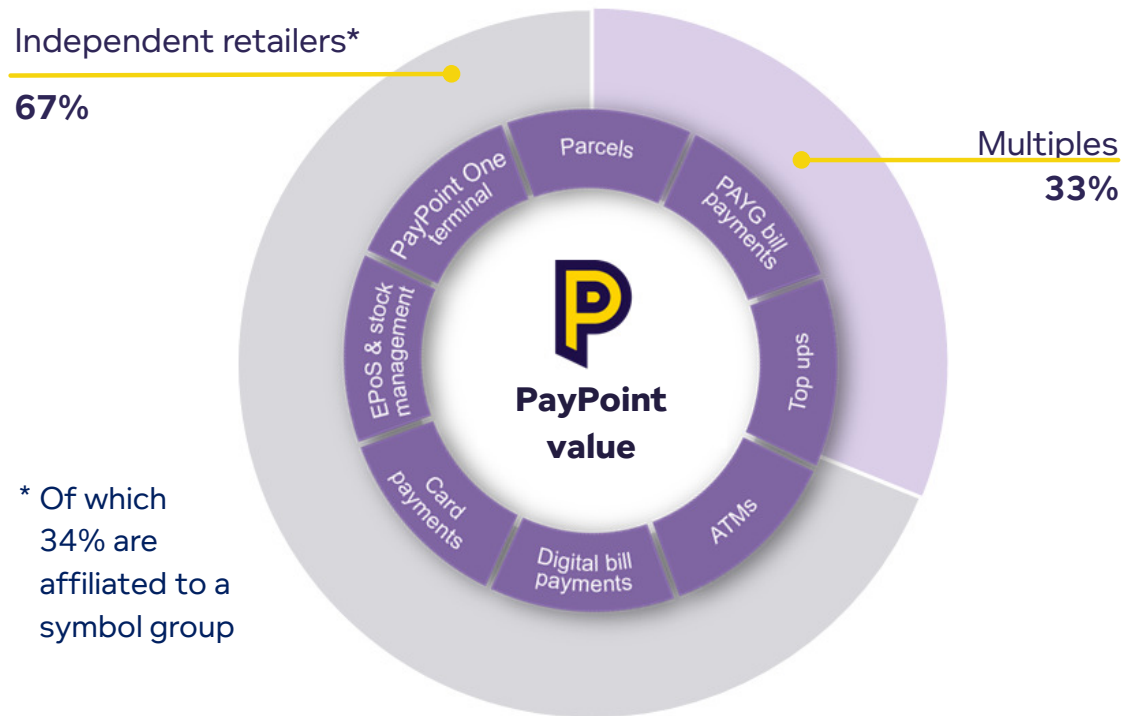 Independent retailers*
67%
Multiples
33%
Parcels
PAYG bill
payments
Top ups
ATMs
Digital bill
payments
Card
payments
EPoS & stock
management
PayPoint One
terminal
PayPoint
value
* Of which
34% are
affiliated to a
symbol group